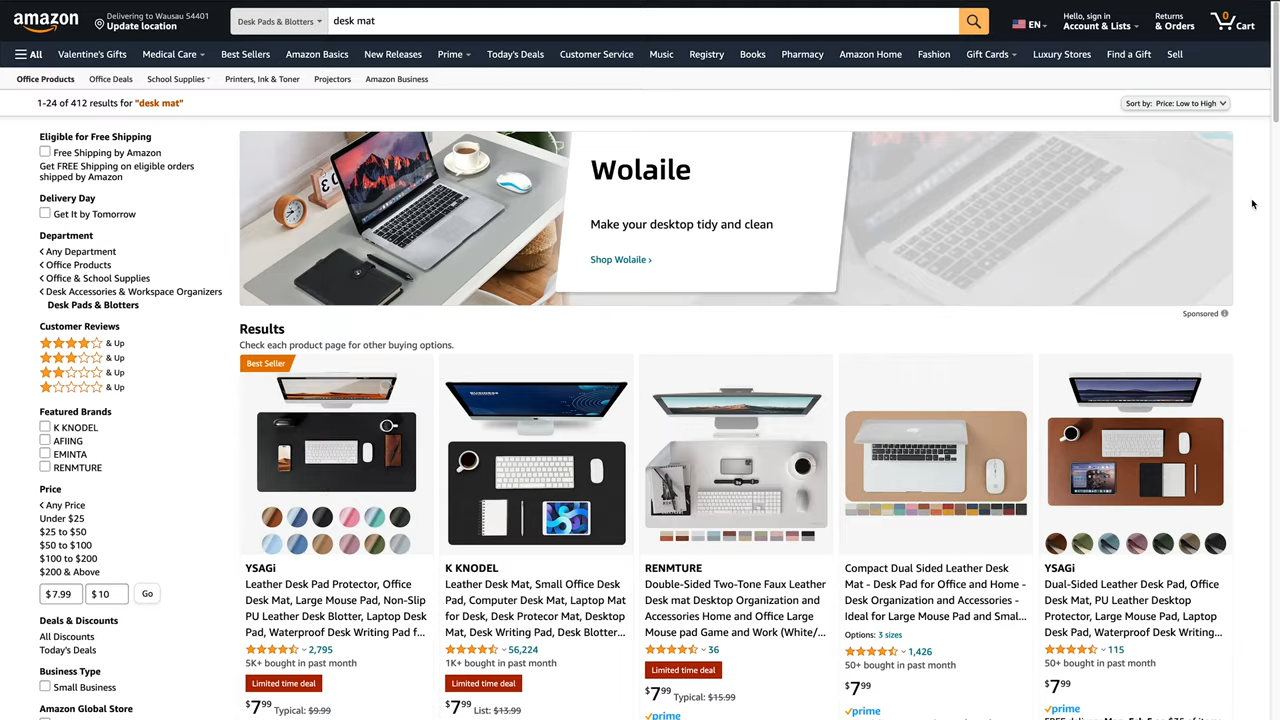 amazon
Delivering to Wausau 54401
Update location
Desk Pads & Blotters
desk mat
EN
Hello, sign in
Account & Lists
Returns
& Orders
0
Cart
All
Valentine's Gifts
Medical Care
Best Sellers
Amazon Basics
New Releases
Prime
Today's Deals
Customer Service
Music
Registry
Books
Pharmacy
Amazon Home
Fashion
Gift Cards
Luxury Stores
Find a Gift
Sell
Office Products
Office Deals
School Supplies
Printers, Ink & Toner
Projectors
Amazon Business
1-24 of 412 results for "desk mat"
Sort by: Price: Low to High
Eligible for Free Shipping
Free Shipping by Amazon
Get FREE Shipping on eligible orders
shipped by Amazon
Delivery Day
Get It by Tomorrow
Department
Any Department
Office Products
Office & School Supplies
Desk Accessories & Workspace Organizers
Desk Pads & Blotters
Customer Reviews
& Up
& Up
& Up
& Up
Featured Brands
K KNODEL
AFIING
EMINTA
RENMTURE
Price
Any Price
Under $25
$25 to $50
$50 to $100
$100 to $200
$200 & Above
$ 7.99
$ 10
Go
Deals & Discounts
All Discounts
Today's Deals
Business Type
Small Business
Amazon Global Store
Wolaile
Make your desktop tidy and clean
Shop Wolaile ›
Sponsored
Results
Check each product page for other buying options.
Best Seller
YSAGi
Leather Desk Pad Protector, Office
Desk Mat, Large Mouse Pad, Non-Slip
PU Leather Desk Blotter, Laptop Desk
Pad, Waterproof Desk Writing Pad f...
2,795
5K+ bought in past month
Limited time deal
$7.99 Typical: $9.99
K KNODEL
Leather Desk Mat, Small Office Desk
Pad, Computer Desk Mat, Laptop Mat
for Desk, Desk Protecor Mat, Desktop
Mat, Desk Writing Pad, Desk Blotter...
56,224
1K+ bought in past month
Limited time deal
$7.99 List: $13.99
RENMTURE
Double-Sided Two-Tone Faux Leather
Desk mat Desktop Organization and
Accessories Home and Office Large
Mouse pad Game and Work (White/...
36
Limited time deal
$7.99 Typical: $15.99
prime
Compact Dual Sided Leather Desk
Mat - Desk Pad for Office and Home -
Desk Organization and Accessories -
Ideal for Large Mouse Pad and Smal...
Options: 3 sizes
1,426
50+ bought in past month
$7.99
prime
YSAGi
Dual-Sided Leather Desk Pad, Office
Desk Mat, PU Leather Desktop
Protector, Large Mouse Pad, Laptop
Desk Pad, Waterproof Desk Writing...
115
50+ bought in past month
$7.99
prime